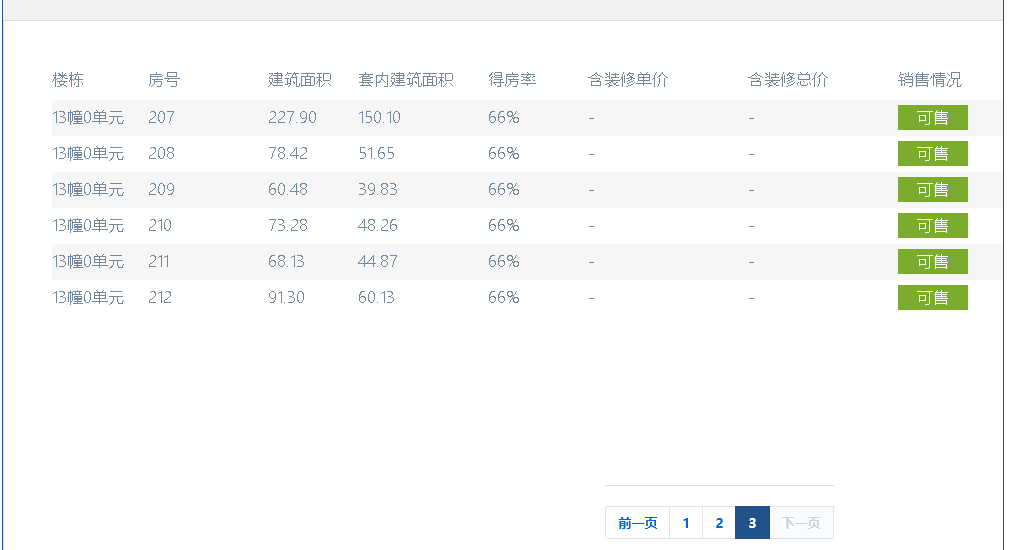 楼栋 房号 建筑面积 套内建筑面积 得房率 含装修单价 含装修总价 销售情况
13幢0单元 207 227.90 150.10 66% - - 可售
13幢0单元 208 78.42 51.65 66% - - 可售
13幢0单元 209 60.48 39.83 66% - - 可售
13幢0单元 210 73.28 48.26 66% - - 可售
13幢0单元 211 68.13 44.87 66% - - 可售
13幢0单元 212 91.30 60.13 66% - - 可售
前一页 1 2 3 下一页